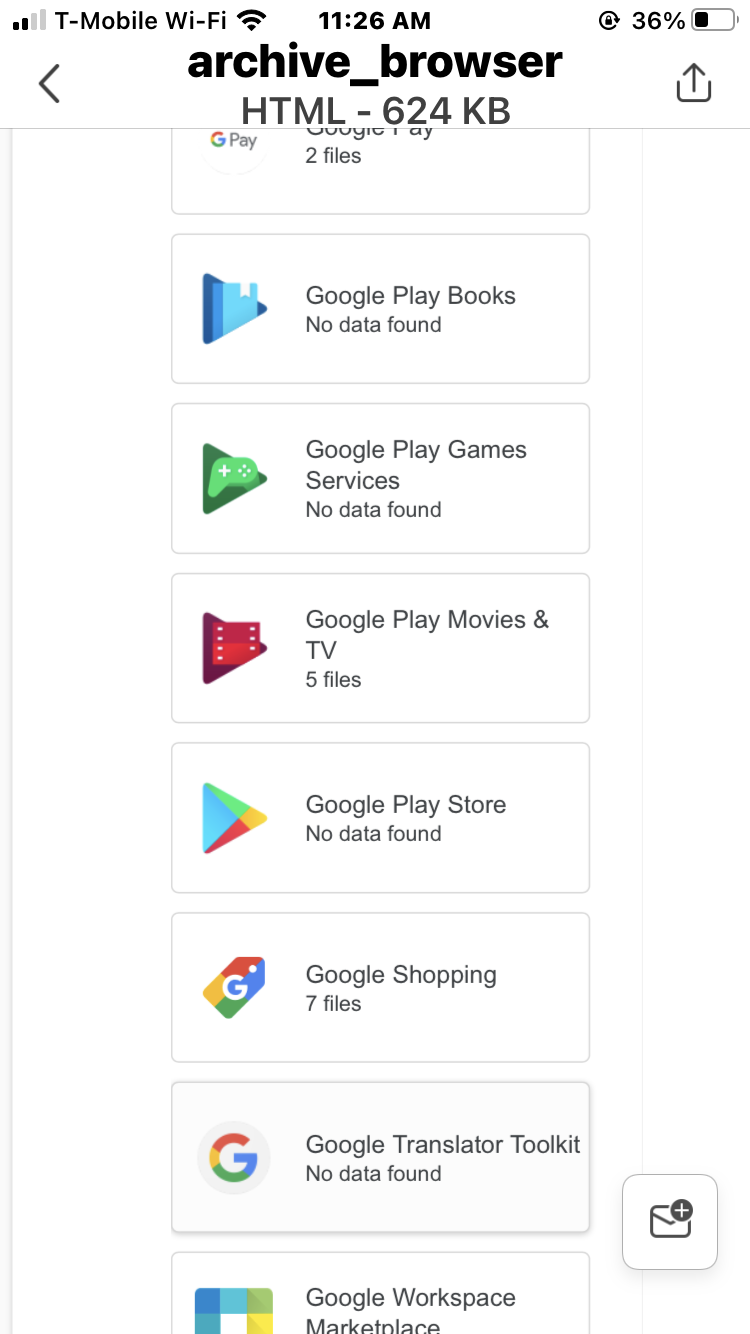 T-Mobile Wi-Fi 11:26 AM 36%
archive_browser
HTML - 624 KB
G Pay
Google Pay
2 files
Google Play Books
No data found
Google Play Games
Services
No data found
Google Play Movies &
TV
5 files
Google Play Store
No data found
G
Google Shopping
7 files
G
Google Translator Toolkit
No data found
Google Workspace
Marketplace